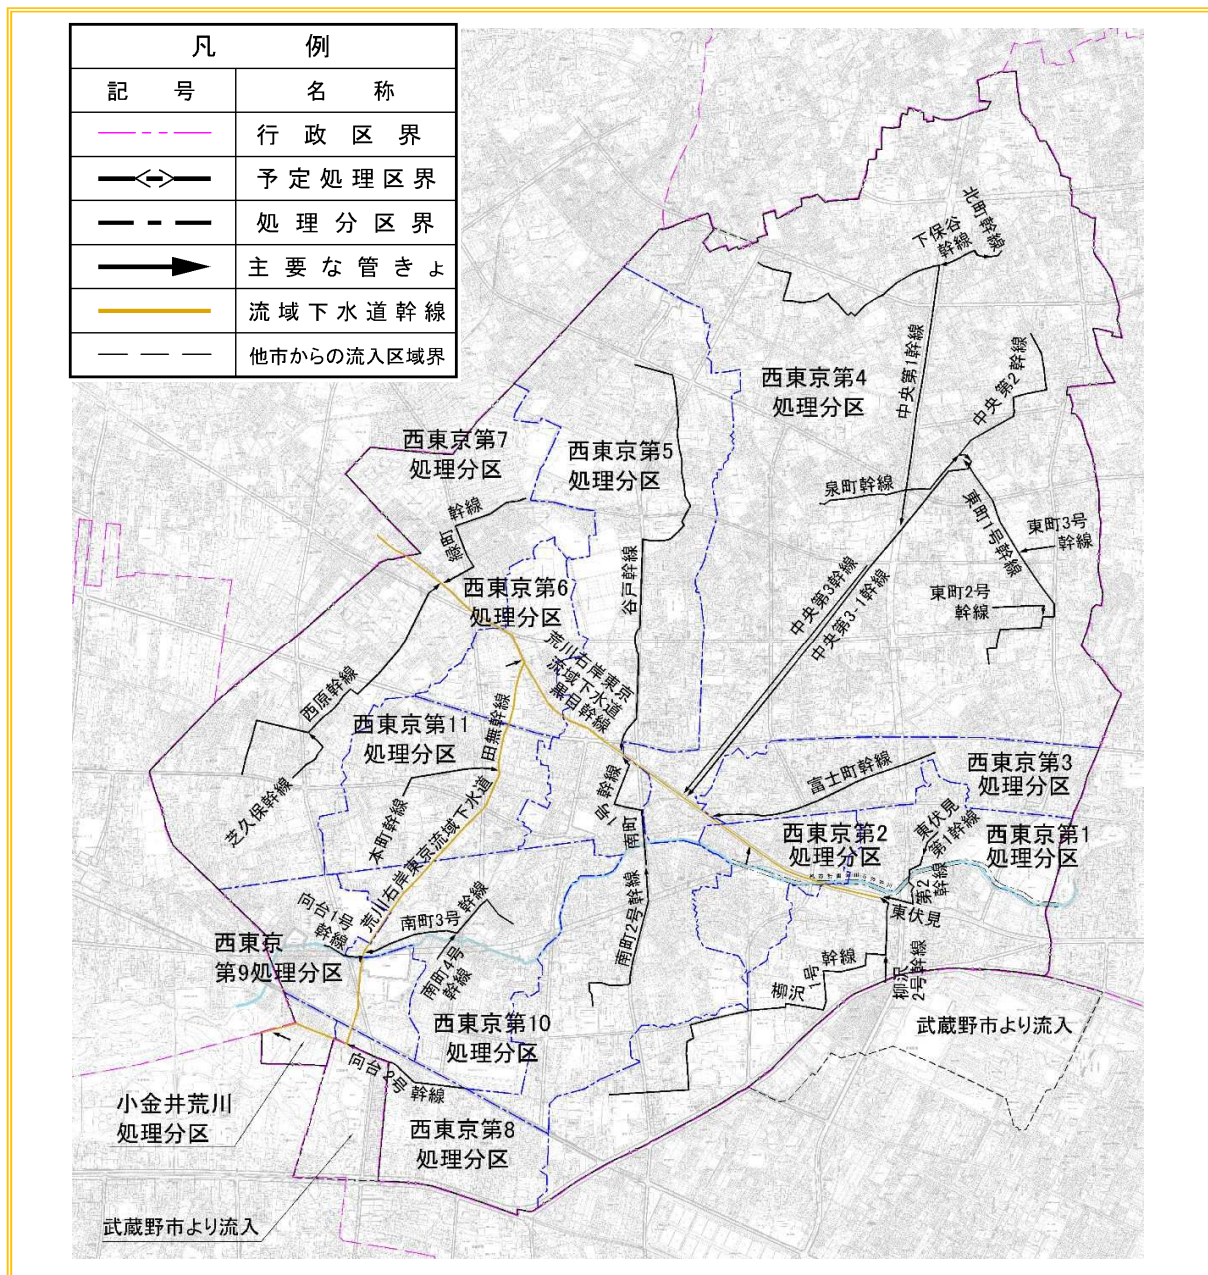 凡 例
記 号
名 称
行 政 区 界
予 定 処 理 区 界
処 理 分 区 界
主 要 な 管 き ょ
流 域 下 水 道 幹 線
他市からの流入区域界
北町幹線
下保谷
幹線
中央第1幹線
中央第2幹線
西東京第4
処理分区
西東京第7
処理分区
西東京第5
処理分区
緑町
幹線
泉町幹線
東町1号幹線
東町3号
幹線
東町2号
幹線
谷戸幹線
中央第3幹線
中央第3-1幹線
西東京第6
処理分区
荒川右岸東京
流域下水道
黒目幹線
西原幹線
西東京第11
処理分区
田無幹線
荒川右岸東京流域下水道
芝久保幹線
本町幹線
南町
1号幹線
富士町幹線
西東京第3
処理分区
西東京第2
処理分区
東伏見
第1幹線
西東京第1
処理分区
東伏見
第2
幹線
向台1号
幹線
南町3号
幹線
南町4号
幹線
南町2号幹線
西東京
第9処理分区
柳沢
1号
幹線
柳沢
2号幹線
武蔵野市より流入
西東京第10
処理分区
向台2号
幹線
小金井荒川
処理分区
西東京第8
処理分区
武蔵野市より流入